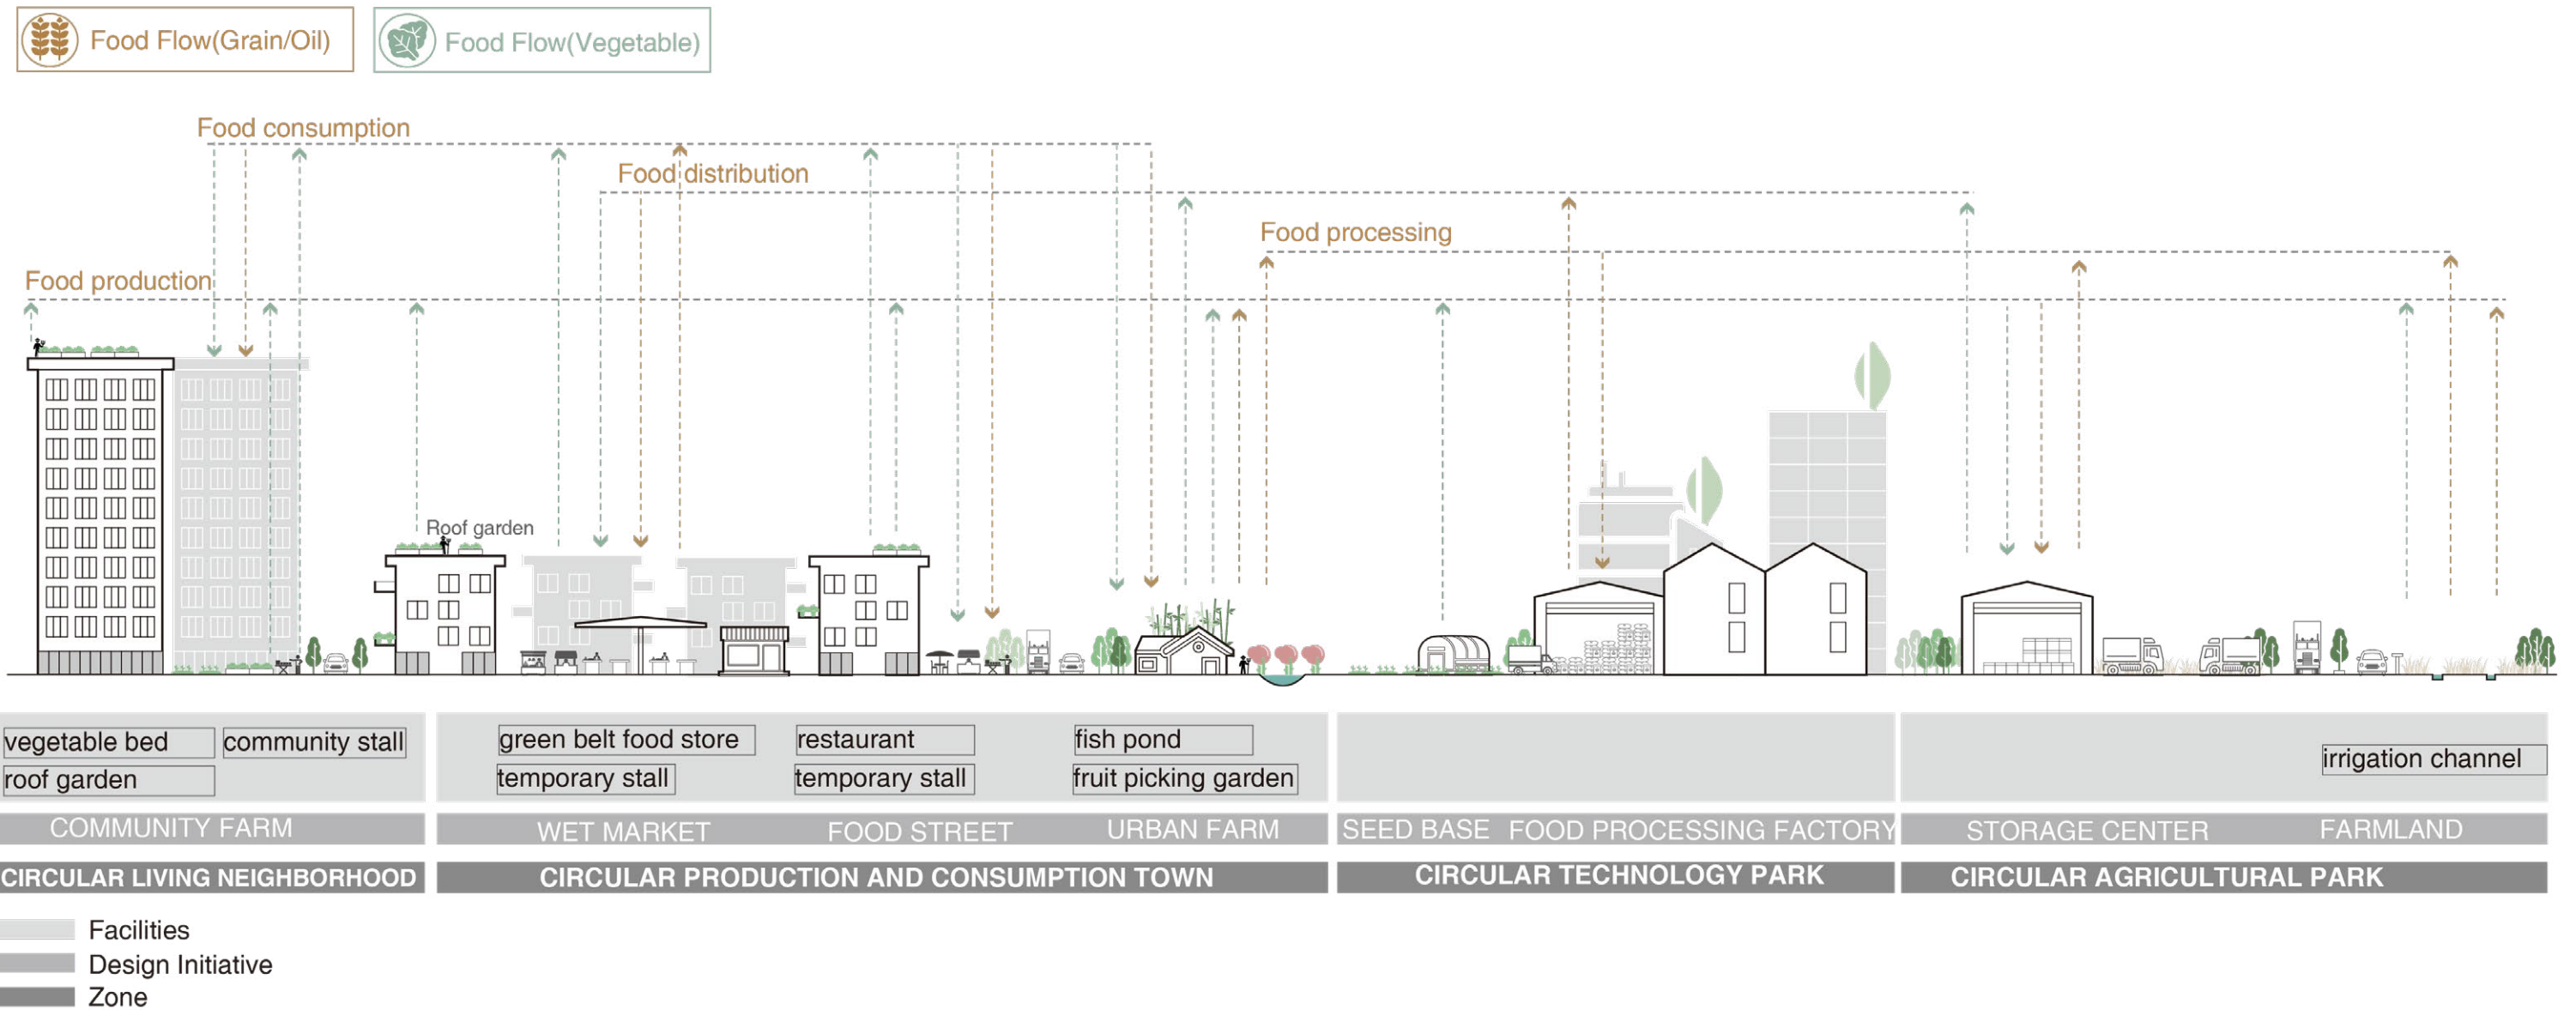 Food Flow(Grain/Oil)
Food Flow(Vegetable)
Food consumption
Food distribution
Food processing
Food production
Roof garden
vegetable bed
community stall
roof garden
green belt food store
temporary stall
restaurant
temporary stall
fish pond
fruit picking garden
irrigation channel
COMMUNITY FARM
WET MARKET
FOOD STREET
URBAN FARM
SEED BASE
FOOD PROCESSING FACTORY
STORAGE CENTER
FARMLAND
CIRCULAR LIVING NEIGHBORHOOD
CIRCULAR PRODUCTION AND CONSUMPTION TOWN
CIRCULAR TECHNOLOGY PARK
CIRCULAR AGRICULTURAL PARK
Facilities
Design Initiative
Zone